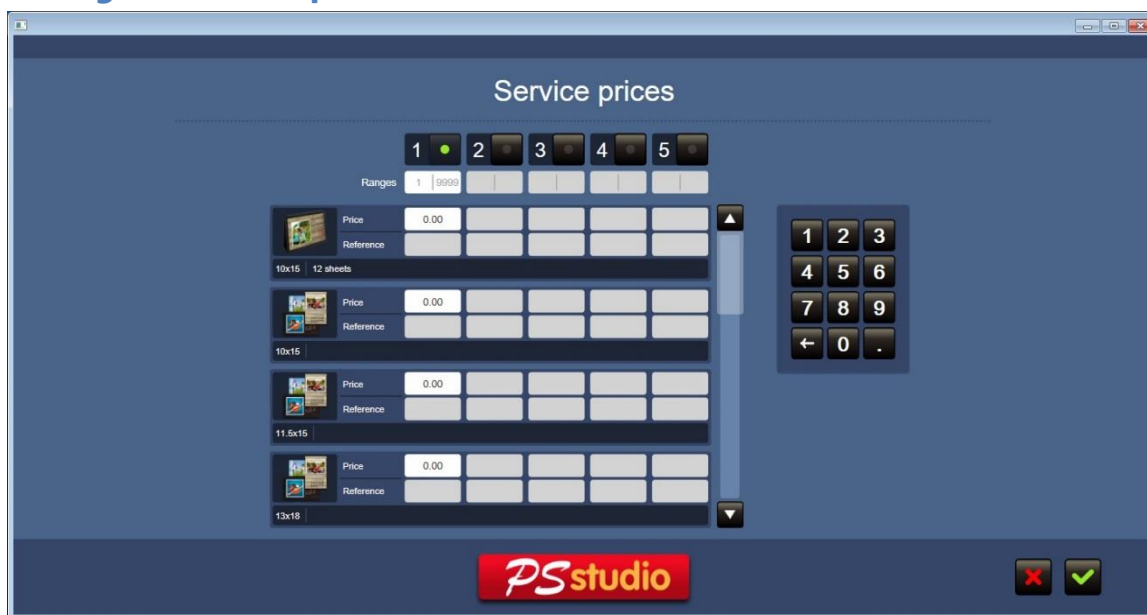 Service prices
1 2 3 4 5
Ranges 1 9999
Price 0.00
Reference
10x15 12 sheets
Price 0.00
Reference
10x15
Price 0.00
Reference
11.5x15
Price 0.00
Reference
13x18
1 2 3
4 5 6
7 8 9
0 .
PSstudio